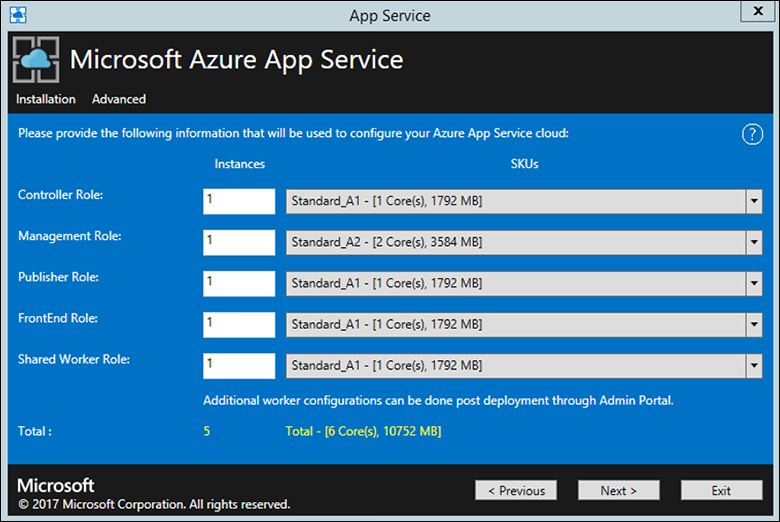 App Service
Microsoft Azure App Service
Installation Advanced
Please provide the following information that will be used to configure your Azure App Service cloud: ?
Instances SKUs
Controller Role: 1 Standard_A1 - [1 Core(s), 1792 MB]
Management Role: 1 Standard_A2 - [2 Core(s), 3584 MB]
Publisher Role: 1 Standard_A1 - [1 Core(s), 1792 MB]
FrontEnd Role: 1 Standard_A1 - [1 Core(s), 1792 MB]
Shared Worker Role: 1 Standard_A1 - [1 Core(s), 1792 MB]
Additional worker configurations can be done post deployment through Admin Portal.
Total : 5 Total - [6 Core(s), 10752 MB]
Microsoft
© 2017 Microsoft Corporation. All rights reserved.
< Previous Next > Exit